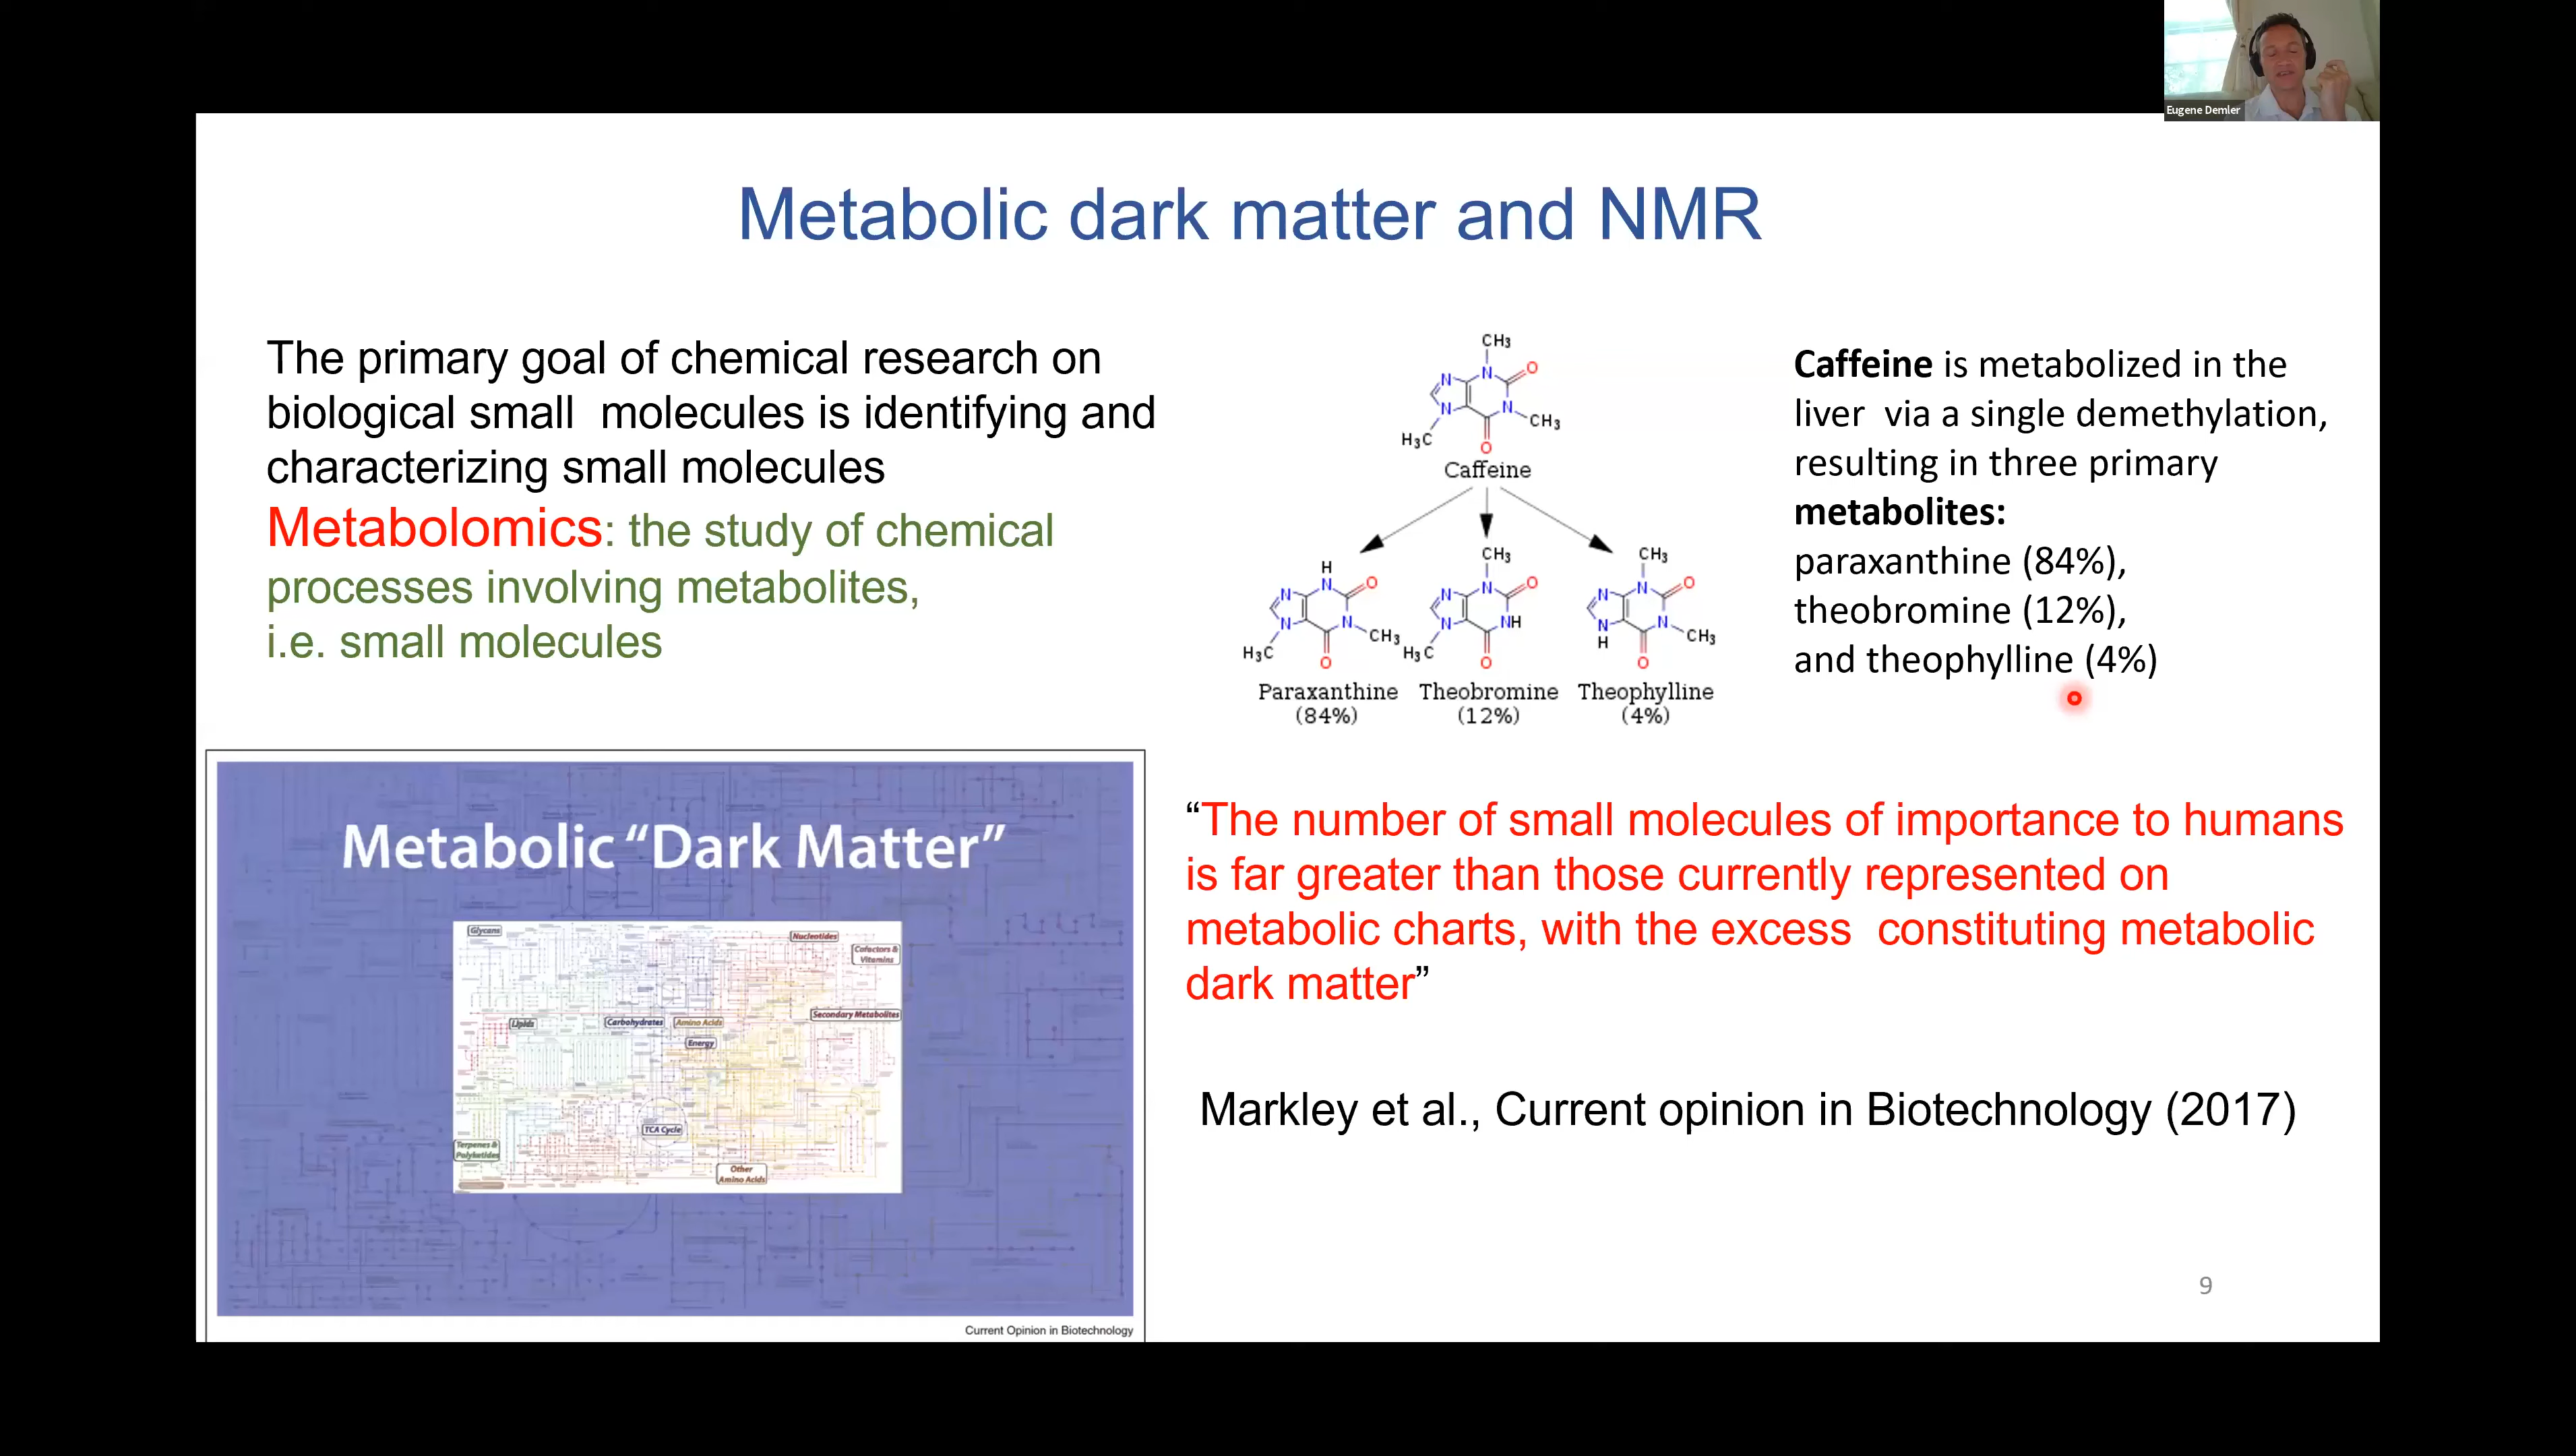 Eugene Demler
Metabolic dark matter and NMR
The primary goal of chemical research on
biological small molecules is identifying and
characterizing small molecules
Metabolomics: the study of chemical
processes involving metabolites,
i.e. small molecules
CH3
N
N
O
N
N
CH3
H3C
O
Caffeine
H
N
N
O
N
N
CH3
H3C
O
Paraxanthine
(84%)
CH3
N
N
O
N
NH
H3C
O
Theobromine
(12%)
CH3
N
N
O
N
H
N
CH3
O
Theophylline
(4%)
Caffeine is metabolized in the
liver via a single demethylation,
resulting in three primary
metabolites:
paraxanthine (84%),
theobromine (12%),
and theophylline (4%)
Metabolic “Dark Matter”
Glycans
Nucleotides
Cofactors &
Vitamins
Lipids
Carbohydrates
Amino Acids
Secondary Metabolites
Energy
TCA Cycle
Terpenes &
Polyketides
Other
Amino Acids
Current Opinion in Biotechnology
“The number of small molecules of importance to humans
is far greater than those currently represented on
metabolic charts, with the excess constituting metabolic
dark matter”
Markley et al., Current opinion in Biotechnology (2017)
9